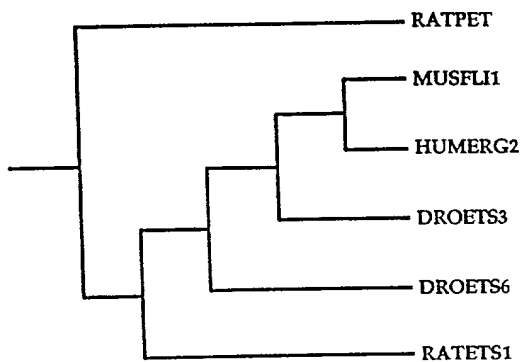 RATPET
MUSFLI1
HUMERG2
DROETS3
DROETS6
RATETS1